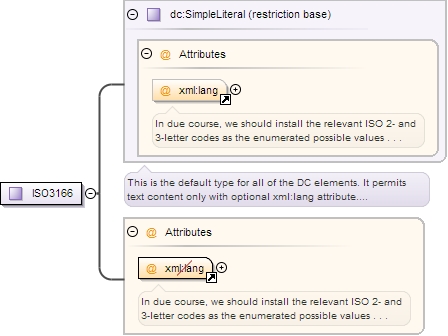 dc:SimpleLiteral (restriction base)
@ Attributes
@ xml:lang
In due course, we should install the relevant ISO 2- and
3-letter codes as the enumerated possible values . . .
ISO3166
This is the default type for all of the DC elements. It permits
text content only with optional xml:lang attribute....
@ Attributes
@ xml:lang
In due course, we should install the relevant ISO 2- and
3-letter codes as the enumerated possible values . . .